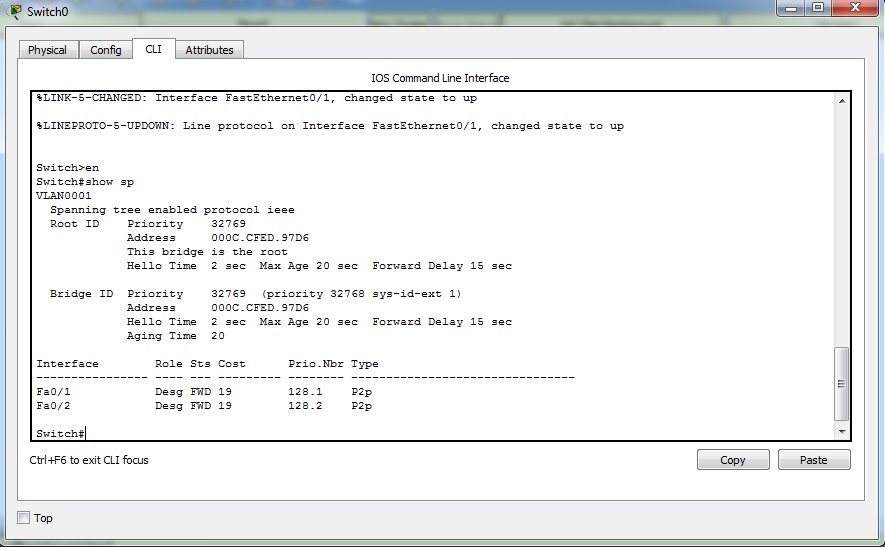 Switch0
Physical Config CLI Attributes
IOS Command Line Interface
%LINK-5-CHANGED: Interface FastEthernet0/1, changed state to up
%LINEPROTO-5-UPDOWN: Line protocol on Interface FastEthernet0/1, changed state to up
Switch>en
Switch#show sp
VLAN0001
  Spanning tree enabled protocol ieee
  Root ID    Priority    32769
             Address     000C.CFED.97D6
             This bridge is the root
             Hello Time  2 sec  Max Age 20 sec  Forward Delay 15 sec
  Bridge ID  Priority    32769  (priority 32768 sys-id-ext 1)
             Address     000C.CFED.97D6
             Hello Time  2 sec  Max Age 20 sec  Forward Delay 15 sec
             Aging Time  20
Interface        Role Sts Cost      Prio.Nbr Type
---------------- ---- --- --------- -------- --------------------------------
Fa0/1            Desg FWD 19        128.1    P2p
Fa0/2            Desg FWD 19        128.2    P2p
Switch#
Ctrl+F6 to exit CLI focus
Copy Paste
Top